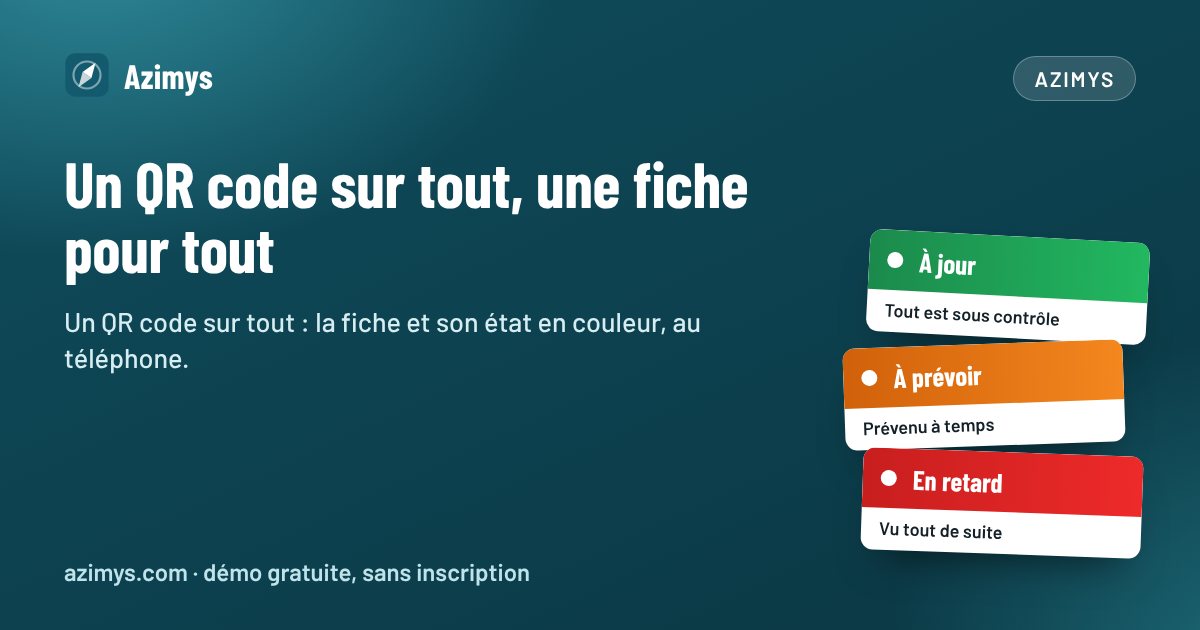 Azimys
AZIMYS
Un QR code sur tout, une fiche
pour tout
Un QR code sur tout : la fiche et son état en couleur, au
téléphone.
À jour
Tout est sous contrôle
À prévoir
Prévenu à temps
En retard
Vu tout de suite
azimys.com · démo gratuite, sans inscription